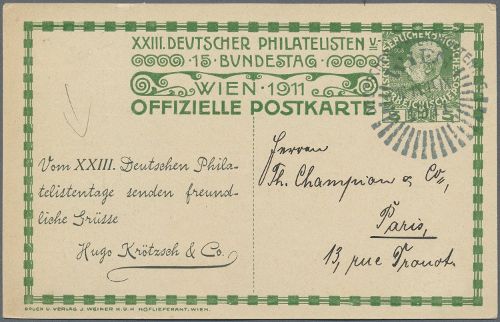 XXIII. DEUTSCHER PHILATELISTEN U.
15. BUNDESTAG
WIEN 1911
OFFIZIELLE POSTKARTE
Vom XXIII. Deutschen Phila-
telistentage senden freund-
liche Grüsse
Hugo Krötzsch & Co.
Herren
Th. Champion & Co.,
Paris,
13, rue Drouot.
DRUCK U. VERLAG J. WEINER K. U. K. HOFLIEFERANT, WIEN.